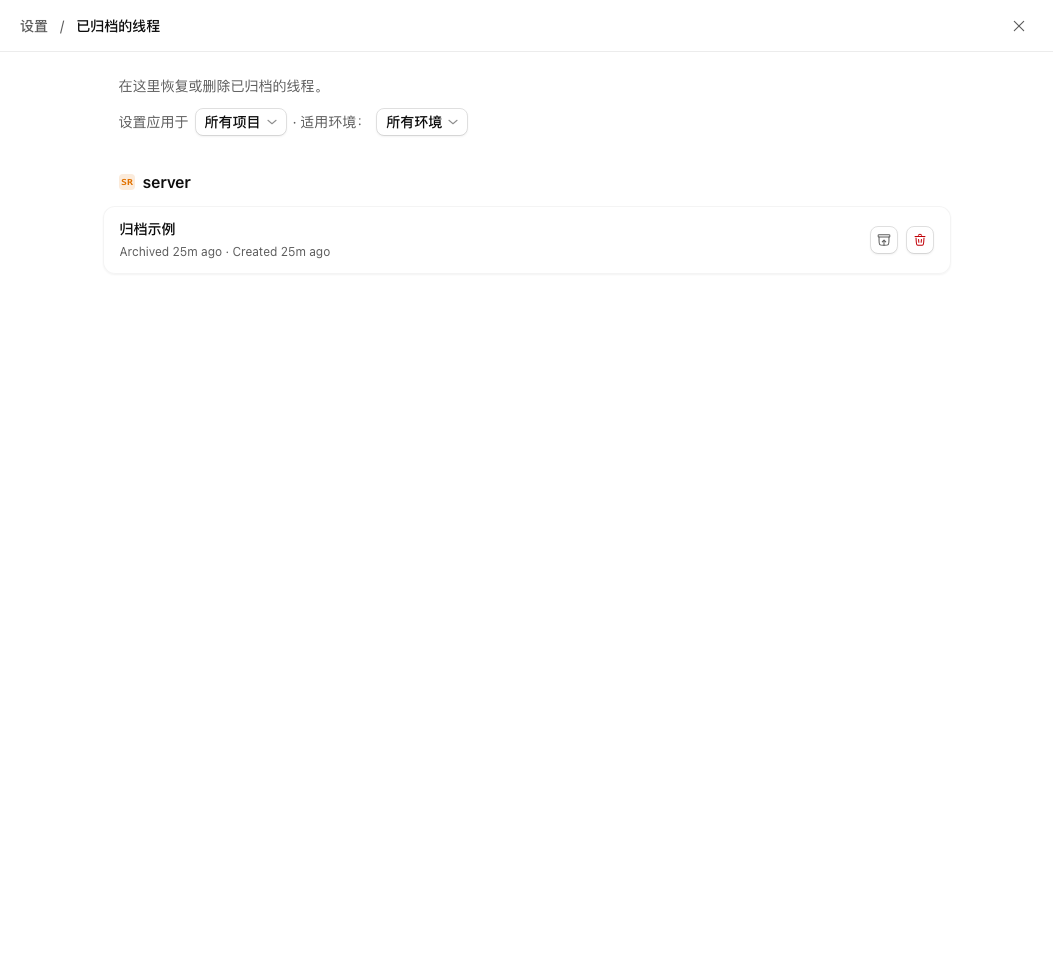 设置 / 已归档的线程
在这里恢复或删除已归档的线程。
设置应用于 所有项目 · 适用环境： 所有环境
SR server
归档示例
Archived 25m ago · Created 25m ago